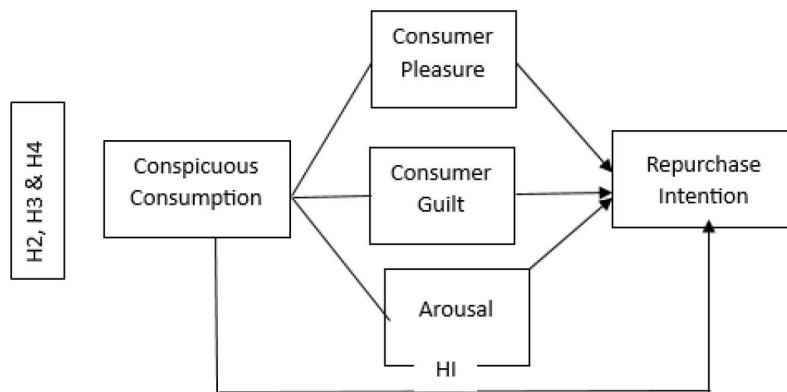 H2, H3 & H4
Conspicuous
Consumption
Consumer
Pleasure
Consumer
Guilt
Arousal
HI
Repurchase
Intention